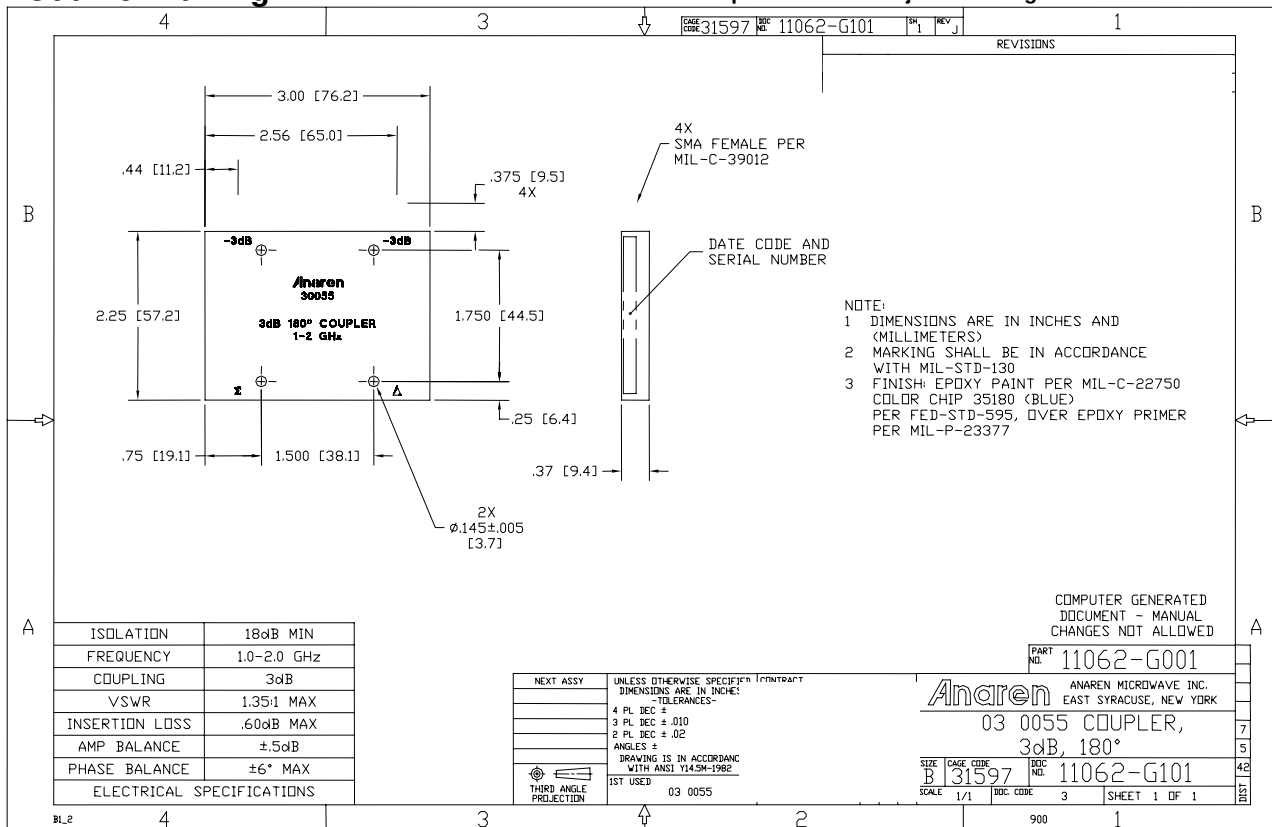 4
3
1
CAGE CODE 31597 DOC NO. 11062-G101 SH 1 REV J
REVISIONS
3.00 [76.2]
2.56 [65.0]
.44 [11.2]
.375 [9.5]
4X
4X
SMA FEMALE PER
MIL-C-39012
B
B
-3dB
-3dB
DATE CODE AND
SERIAL NUMBER
Anaren
30055
2.25 [57.2]
3dB 180° COUPLER
1-2 GHz
1.750 [44.5]
Σ
Δ
.25 [6.4]
.75 [19.1]
1.500 [38.1]
.37 [9.4]
2X
Ø.145±.005
[3.7]
NOTE:
1 DIMENSIONS ARE IN INCHES AND
(MILLIMETERS)
2 MARKING SHALL BE IN ACCORDANCE
WITH MIL-STD-130
3 FINISH: EPOXY PAINT PER MIL-C-22750
COLOR CHIP 35180 (BLUE)
PER FED-STD-595, OVER EPOXY PRIMER
PER MIL-P-23377
COMPUTER GENERATED
DOCUMENT - MANUAL
CHANGES NOT ALLOWED
A
A
ISOLATION 18dB MIN
FREQUENCY 1.0-2.0 GHz
COUPLING 3dB
VSWR 1.35:1 MAX
INSERTION LOSS .60dB MAX
AMP BALANCE ±.5dB
PHASE BALANCE ±6° MAX
ELECTRICAL SPECIFICATIONS
NEXT ASSY
THIRD ANGLE
PROJECTION
UNLESS OTHERWISE SPECIFIED CONTRACT
DIMENSIONS ARE IN INCHES
-TOLERANCES-
4 PL DEC ±
3 PL DEC ± .010
2 PL DEC ± .02
ANGLES ±
DRAWING IS IN ACCORDANC
WITH ANSI Y14.5M-1982
1ST USED
03 0055
PART NO. 11062-G001
Anaren ANAREN MICROWAVE INC.
EAST SYRACUSE, NEW YORK
03 0055 COUPLER,
3dB, 180°
SIZE B CAGE CODE 31597 DOC NO. 11062-G101
SCALE 1/1 DOC. CODE 3 SHEET 1 OF 1
7
5
42
DIST
B1_2
4
3
2
900
1